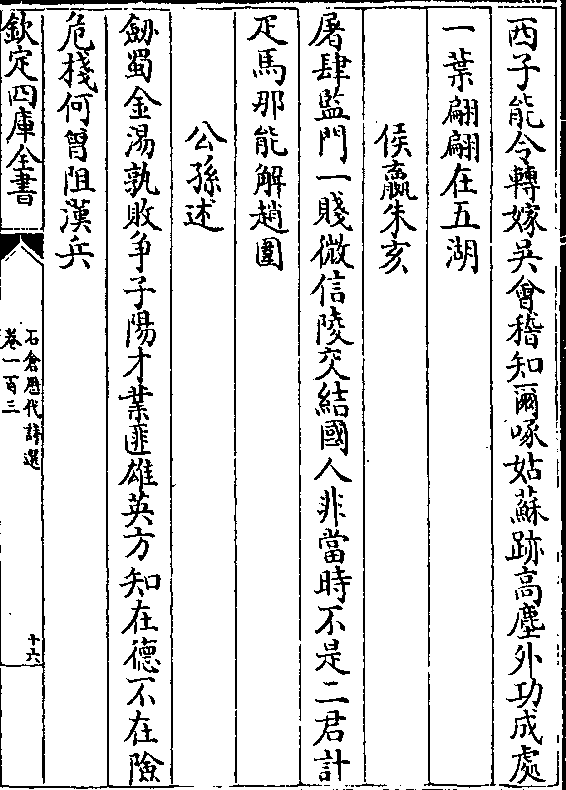 西子能令轉嫁吳會稽知爾啄姑蘇跡高塵外功成處
一葉翩翩在五湖
侯嬴朱亥
屠肆監門一賤微信陵交結國人非當時不是二君計
疋馬那能解趙圍
公孫述
劒蜀金湯孰敗爭子陽才業匪雄英方知在德不在險
危棧何曾阻漢兵
欽定四庫全書
石倉歷代詩選
卷一百三
十六